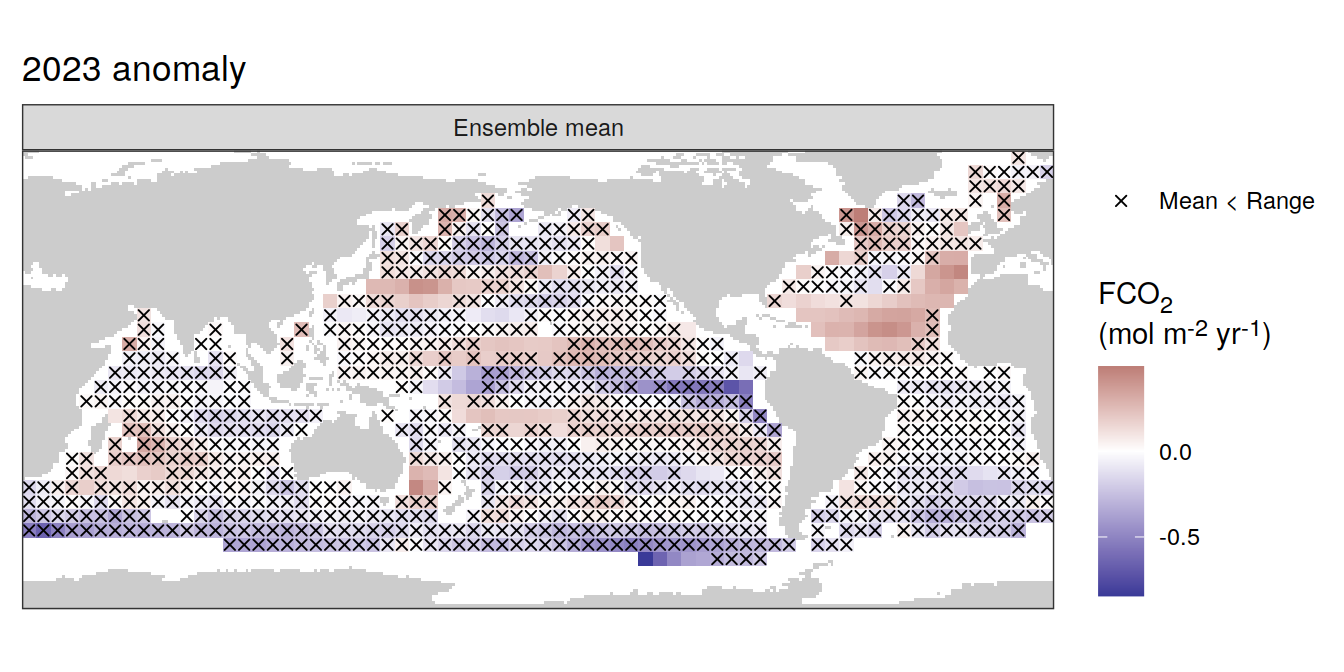 2023 anomaly
Ensemble mean
× Mean < Range
FCO₂
(mol m⁻² yr⁻¹)
0.0
-0.5